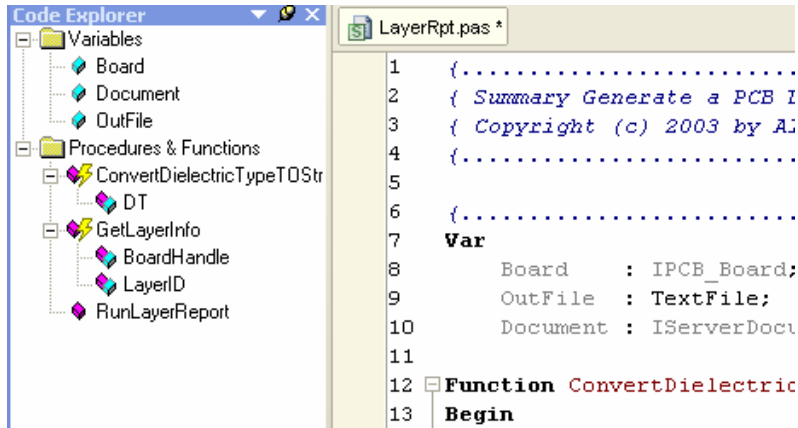 Code Explorer
Variables
Board
Document
OutFile
Procedures & Functions
ConvertDielectricTypeTOStr
DT
GetLayerInfo
BoardHandle
LayerID
RunLayerReport
LayerRpt.pas *
1 {..........................
2 { Summary Generate a PCB
3 { Copyright (c) 2003 by
4 {..........................
5
6 {..........................
7 Var
8 Board : IPCB_Board;
9 OutFile : TextFile;
10 Document : IServerDocu
11
12 Function ConvertDielectric
13 Begin